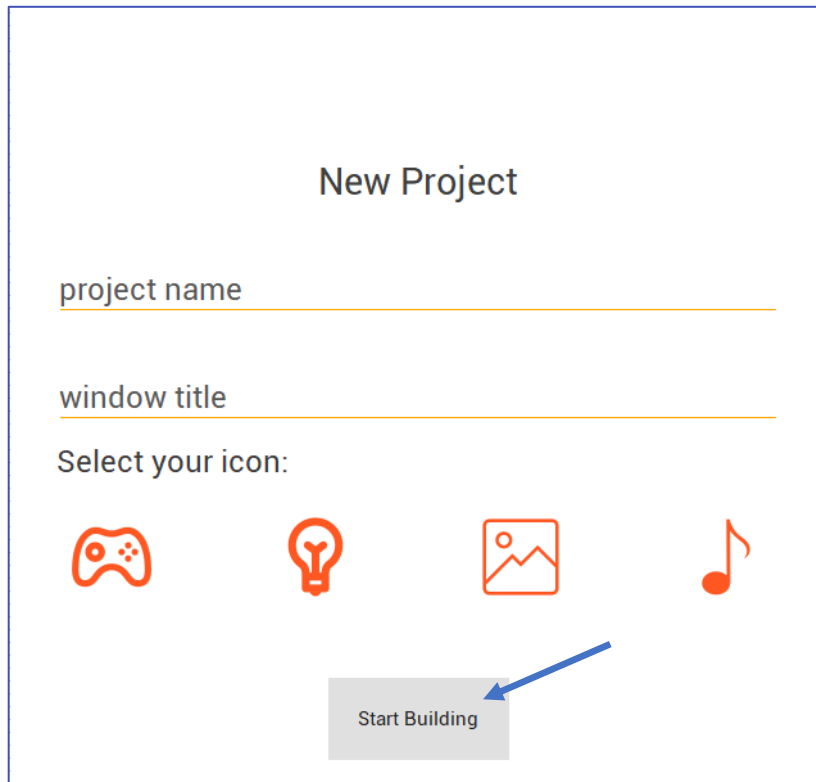 New Project
project name
window title
Select your icon:
Start Building